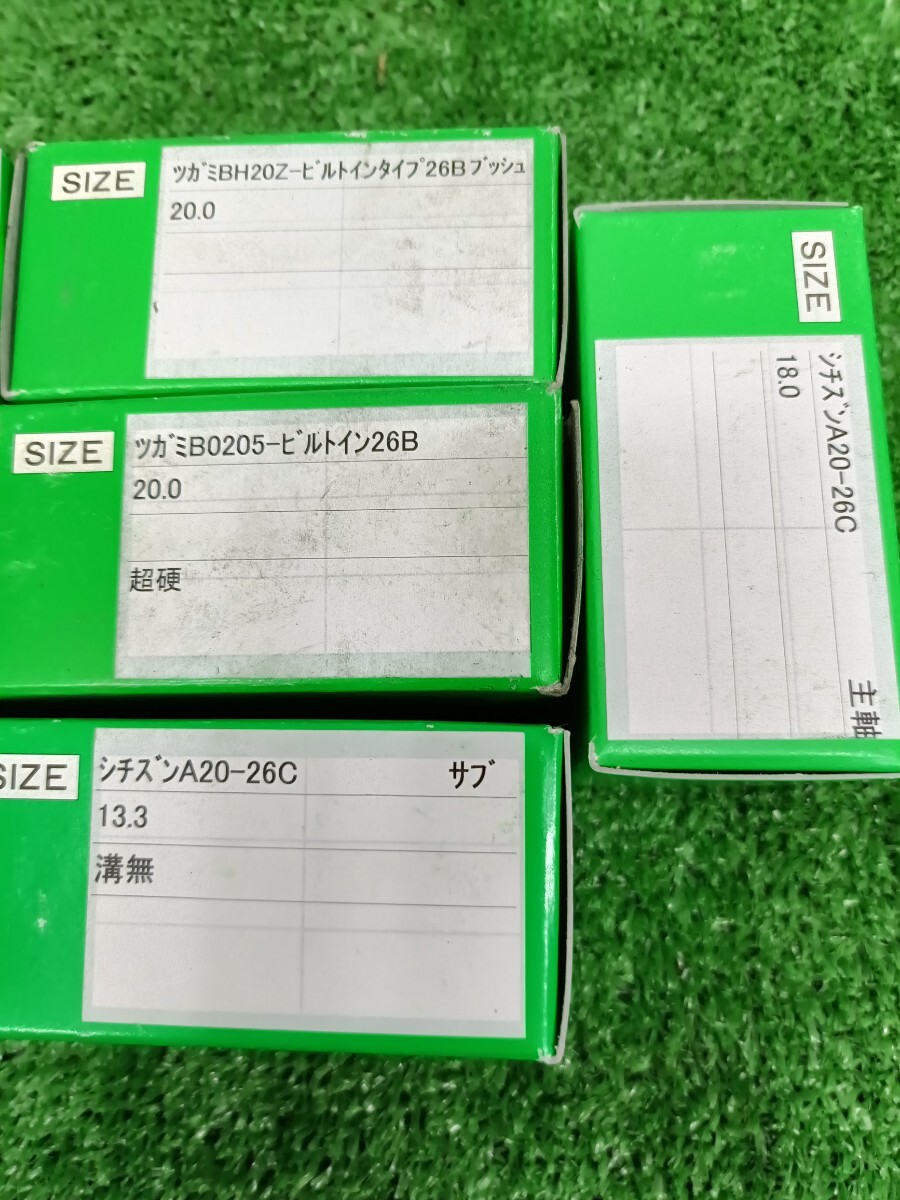 SIZE
ﾂｶﾞﾐBH20Z-ﾋﾞﾙﾄｲﾝﾀｲﾌﾟ26Bﾌﾞｯｼｭ
20.0
SIZE
ﾂｶﾞﾐB0205-ﾋﾞﾙﾄｲﾝ26B
20.0
超硬
SIZE
ｼﾁｽﾞﾝA20-26C ｻﾌﾞ
13.3
溝無
SIZE
ｼﾁｽﾞﾝA20-26C 主軸
18.0